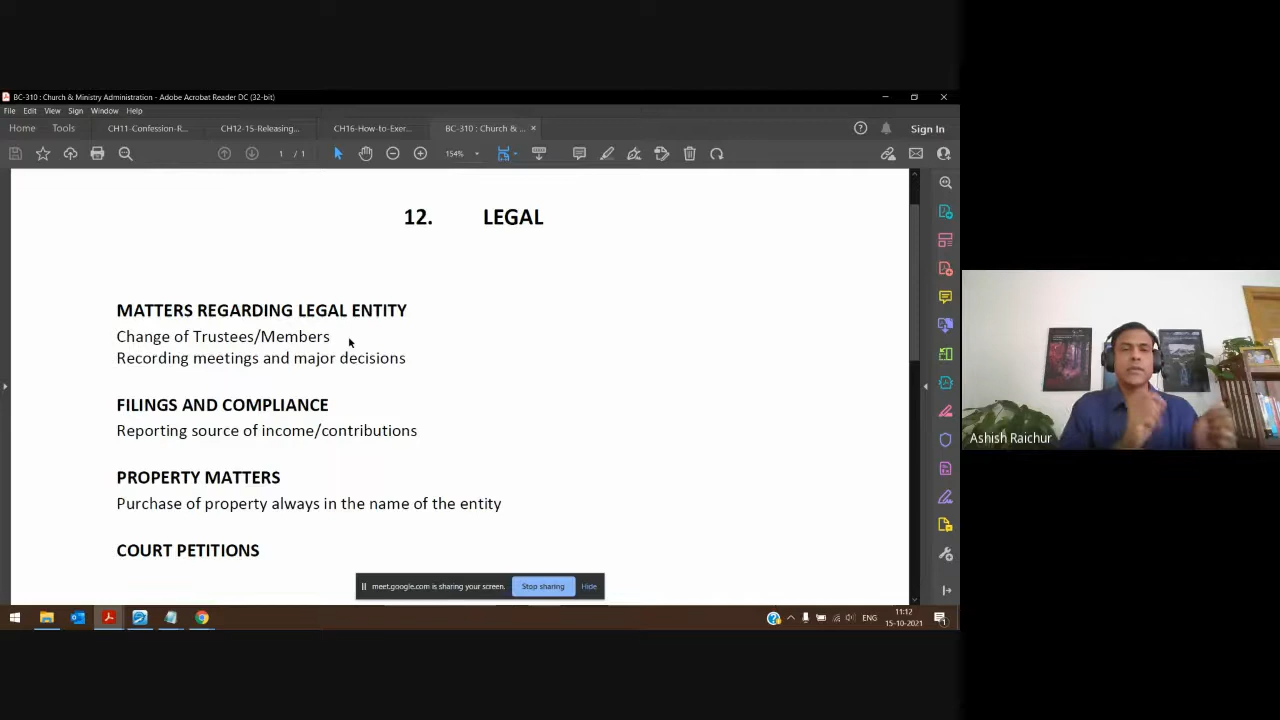 BC-310 : Church & Ministry Administration - Adobe Acrobat Reader DC (32-bit)
File Edit View Sign Window Help
Home Tools CH11-Confession-R... CH12-15-Releasing... CH16-How-to-Exer... BC-310 : Church & ... × Sign In
1 / 1 154%
12. LEGAL
MATTERS REGARDING LEGAL ENTITY
Change of Trustees/Members
Recording meetings and major decisions
FILINGS AND COMPLIANCE
Reporting source of income/contributions
PROPERTY MATTERS
Purchase of property always in the name of the entity
COURT PETITIONS
meet.google.com is sharing your screen. Stop sharing Hide
ENG 11:12
15-10-2021
Ashish Raichur